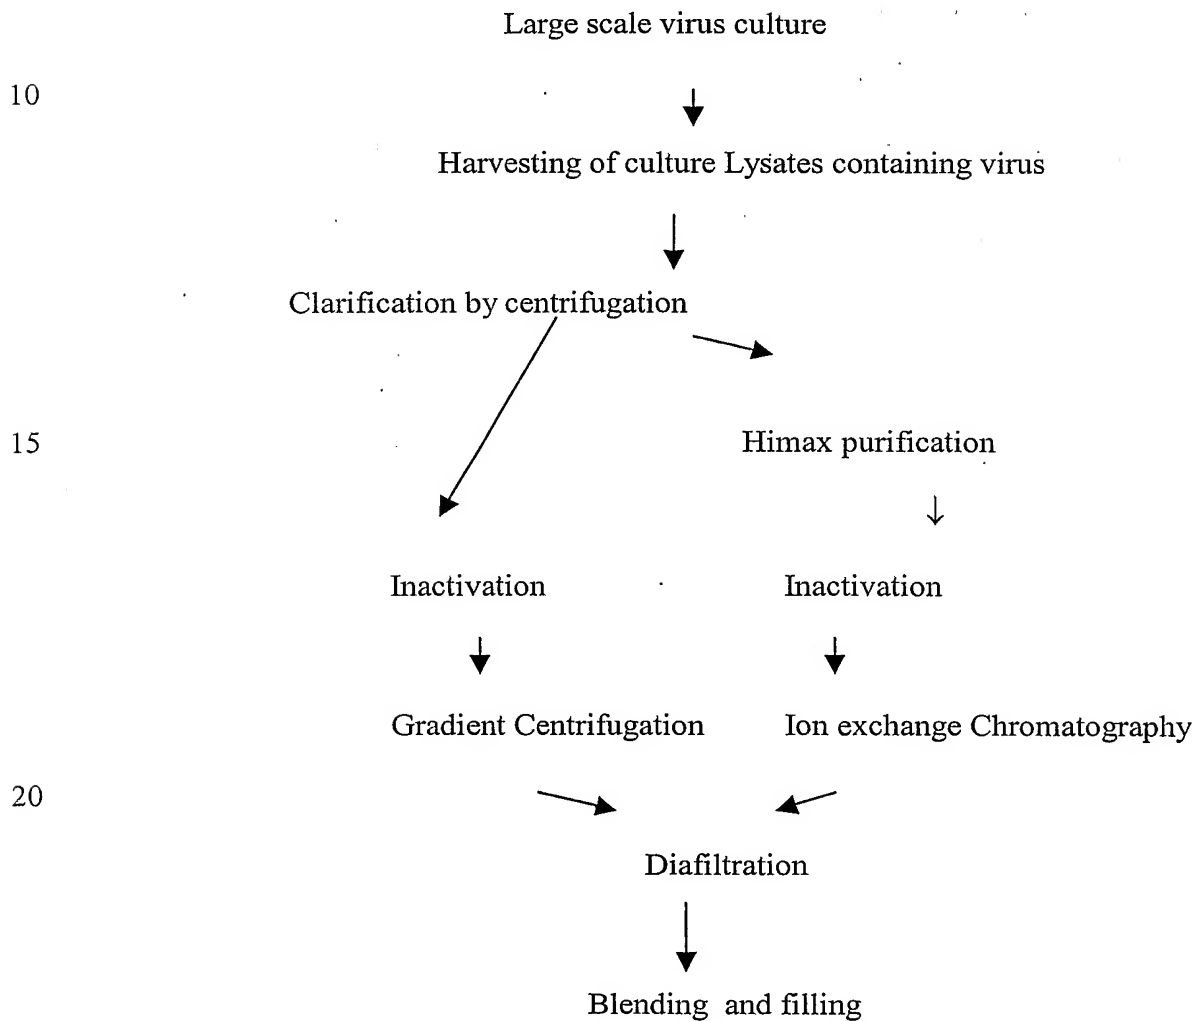 Large scale virus culture
10
↓
Harvesting of culture Lysates containing virus
↓
Clarification by centrifugation
15
Himax purification
↓
Inactivation Inactivation
Gradient Centrifugation Ion exchange Chromatography
20
Diafiltration
Blending and filling